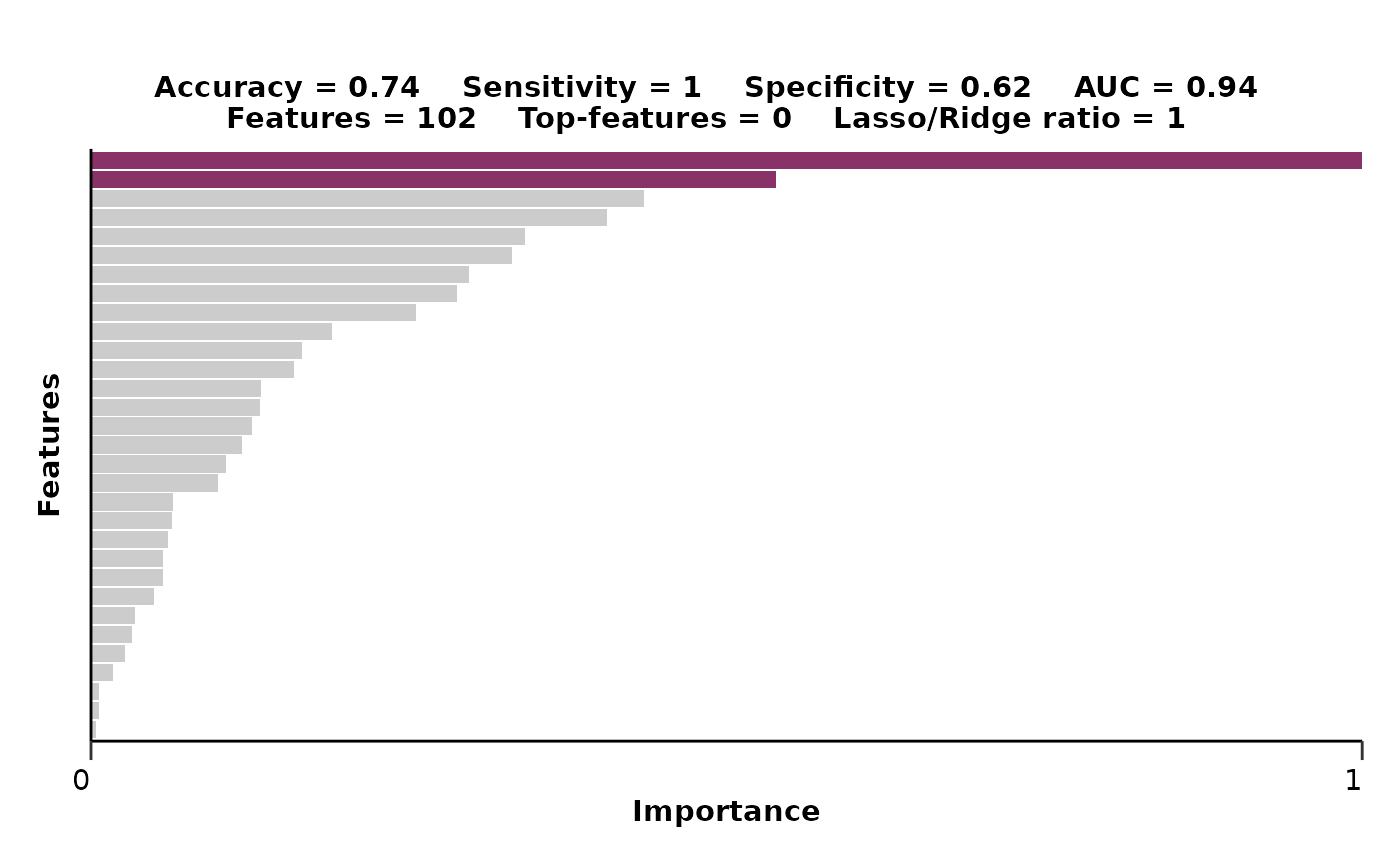 Accuracy = 0.74    Sensitivity = 1    Specificity = 0.62    AUC = 0.94
Features = 102    Top-features = 0    Lasso/Ridge ratio = 1
Features
0
1
Importance